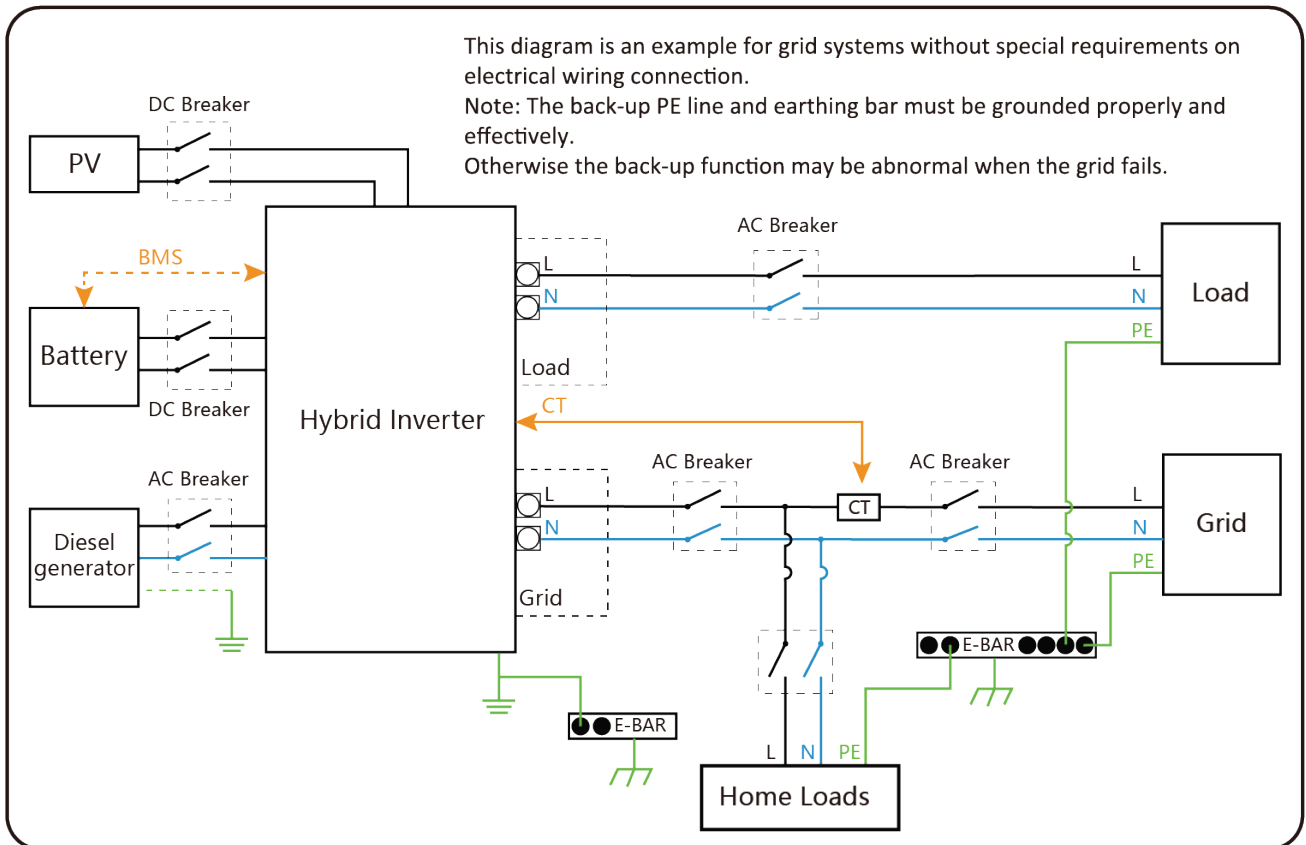 This diagram is an example for grid systems without special requirements on
electrical wiring connection.
Note: The back-up PE line and earthing bar must be grounded properly and
effectively.
Otherwise the back-up function may be abnormal when the grid fails.
DC Breaker
PV
BMS
Battery
DC Breaker
AC Breaker
Diesel
generator
Hybrid Inverter
L
N
Load
AC Breaker
L
N
PE
Load
CT
L
N
Grid
AC Breaker
CT
AC Breaker
L
N
PE
Grid
E-BAR
E-BAR
L
N
PE
Home Loads